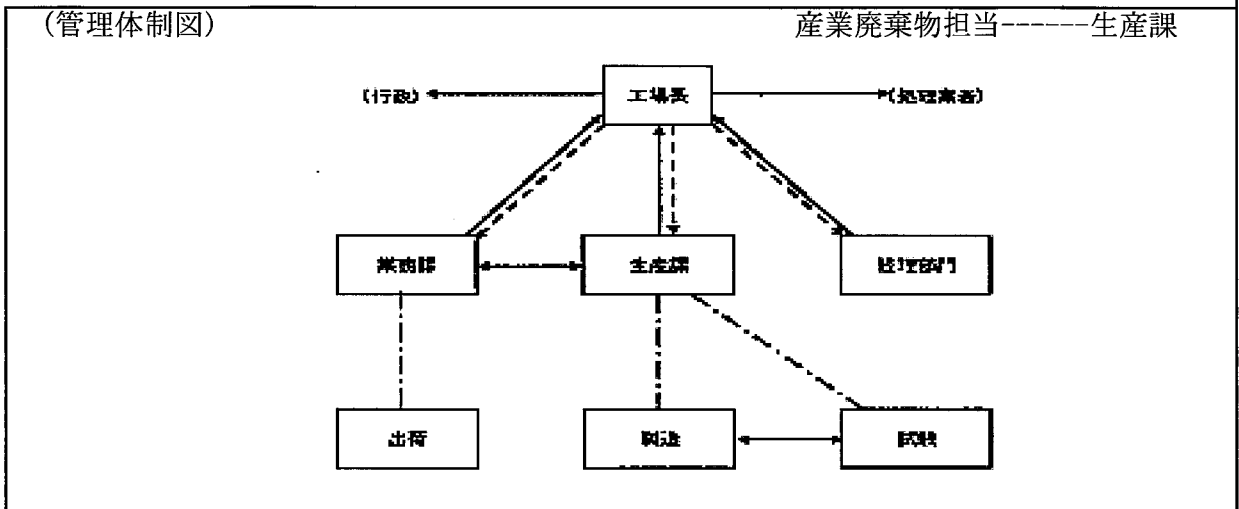 (管理体制図) 産業廃棄物担当------生産課
(行政) 工場長 (処理業者)
業務課 生産課 管理部門
出荷 製造 試験